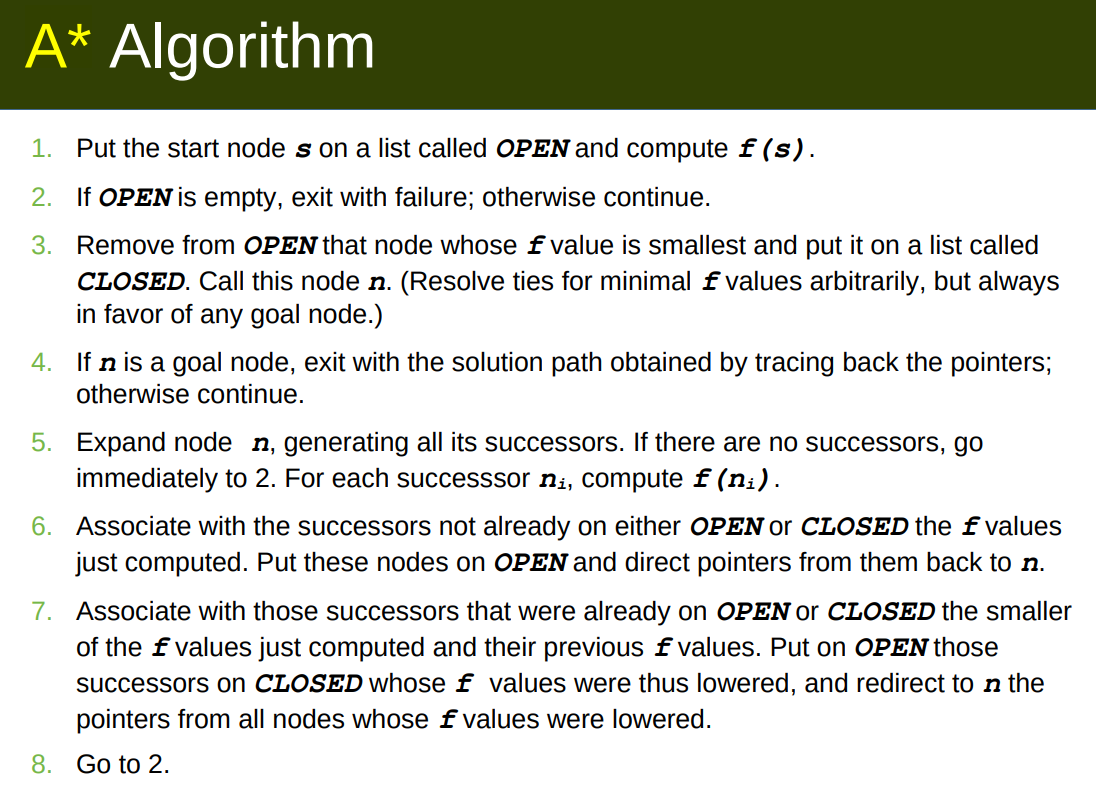 A* Algorithm
1. Put the start node s on a list called OPEN and compute f(s).
2. If OPEN is empty, exit with failure; otherwise continue.
3. Remove from OPEN that node whose f value is smallest and put it on a list called
CLOSED. Call this node n. (Resolve ties for minimal f values arbitrarily, but always
in favor of any goal node.)
4. If n is a goal node, exit with the solution path obtained by tracing back the pointers;
otherwise continue.
5. Expand node n, generating all its successors. If there are no successors, go
immediately to 2. For each successsor nᵢ, compute f(nᵢ).
6. Associate with the successors not already on either OPEN or CLOSED the f values
just computed. Put these nodes on OPEN and direct pointers from them back to n.
7. Associate with those successors that were already on OPEN or CLOSED the smaller
of the f values just computed and their previous f values. Put on OPEN those
successors on CLOSED whose f values were thus lowered, and redirect to n the
pointers from all nodes whose f values were lowered.
8. Go to 2.